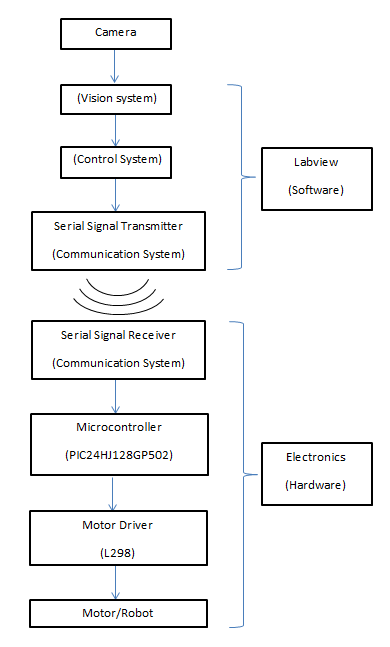 Camera
(Vision system)
(Control System)
Labview
(Software)
Serial Signal Transmitter
(Communication System)
Serial Signal Receiver
(Communication System)
Microcontroller
(PIC24HJ128GP502)
Electronics
(Hardware)
Motor Driver
(L298)
Motor/Robot